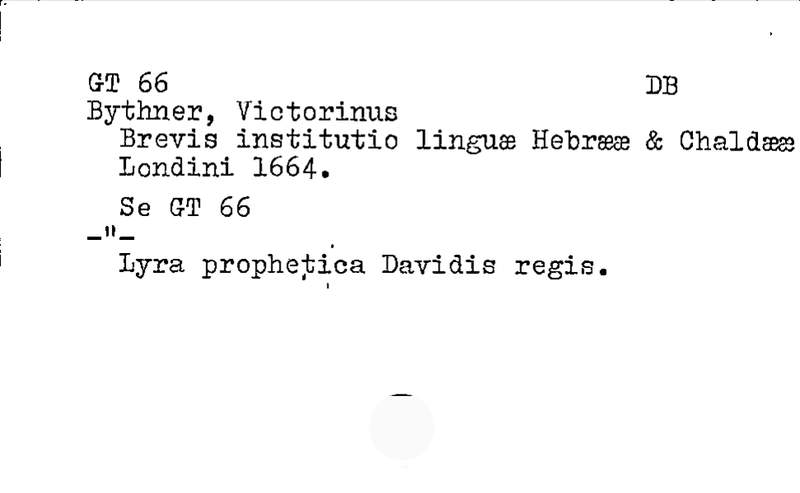 GT 66 DB
Bythner, Victorinus
Brevis institutio linguæ Hebrææ & Chaldææ
Londini 1664.
Se GT 66
–"–
Lyra prophetica Davidis regis.